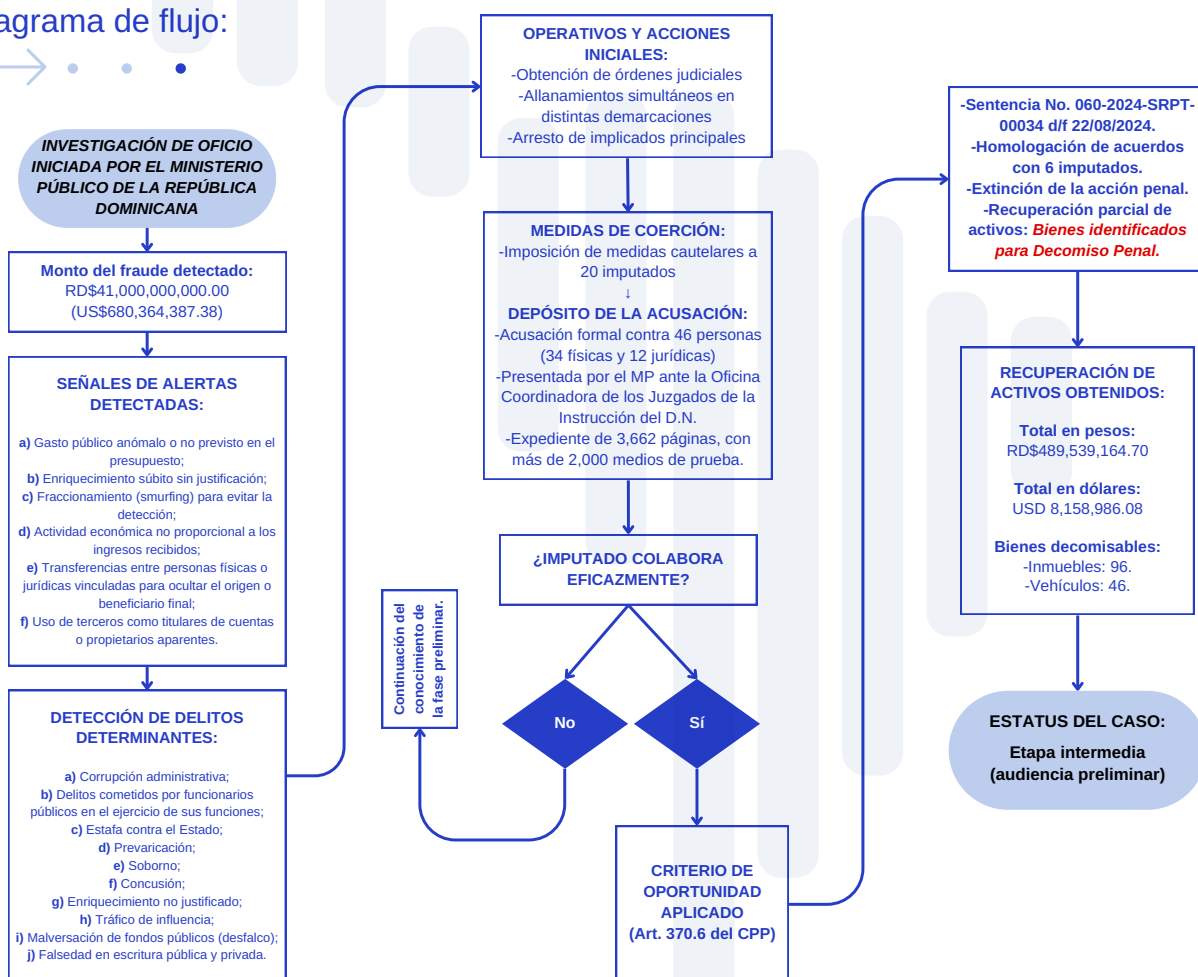 agrama de flujo:
INVESTIGACIÓN DE OFICIO
INICIADA POR EL MINISTERIO
PÚBLICO DE LA REPÚBLICA
DOMINICANA
Monto del fraude detectado:
RD$41,000,000,000.00
(US$680,364,387.38)
SEÑALES DE ALERTAS
DETECTADAS:
a) Gasto público anómalo o no previsto en el
presupuesto;
b) Enriquecimiento súbito sin justificación;
c) Fraccionamiento (smurfing) para evitar la
detección;
d) Actividad económica no proporcional a los
ingresos recibidos;
e) Transferencias entre personas físicas o
jurídicas vinculadas para ocultar el origen o
beneficiario final;
f) Uso de terceros como titulares de cuentas
o propietarios aparentes.
DETECCIÓN DE DELITOS
DETERMINANTES:
a) Corrupción administrativa;
b) Delitos cometidos por funcionarios
públicos en el ejercicio de sus funciones;
c) Estafa contra el Estado;
d) Prevaricación;
e) Soborno;
f) Concusión;
g) Enriquecimiento no justificado;
h) Tráfico de influencia;
i) Malversación de fondos públicos (desfalco);
j) Falsedad en escritura pública y privada.
OPERATIVOS Y ACCIONES
INICIALES:
-Obtención de órdenes judiciales
-Allanamientos simultáneos en
distintas demarcaciones
-Arresto de implicados principales
MEDIDAS DE COERCIÓN:
-Imposición de medidas cautelares a
20 imputados
↓
DEPÓSITO DE LA ACUSACIÓN:
-Acusación formal contra 46 personas
(34 físicas y 12 jurídicas)
-Presentada por el MP ante la Oficina
Coordinadora de los Juzgados de la
Instrucción del D.N.
-Expediente de 3,662 páginas, con
más de 2,000 medios de prueba.
¿IMPUTADO COLABORA
EFICAZMENTE?
No
Sí
Continuación del
conocimiento de
la fase preliminar.
CRITERIO DE
OPORTUNIDAD
APLICADO
(Art. 370.6 del CPP)
-Sentencia No. 060-2024-SRPT-
00034 d/f 22/08/2024.
-Homologación de acuerdos
con 6 imputados.
-Extinción de la acción penal.
-Recuperación parcial de
activos: Bienes identificados
para Decomiso Penal.
RECUPERACIÓN DE
ACTIVOS OBTENIDOS:
Total en pesos:
RD$489,539,164.70
Total en dólares:
USD 8,158,986.08
Bienes decomisables:
-Inmuebles: 96.
-Vehículos: 46.
ESTATUS DEL CASO:
Etapa intermedia
(audiencia preliminar)